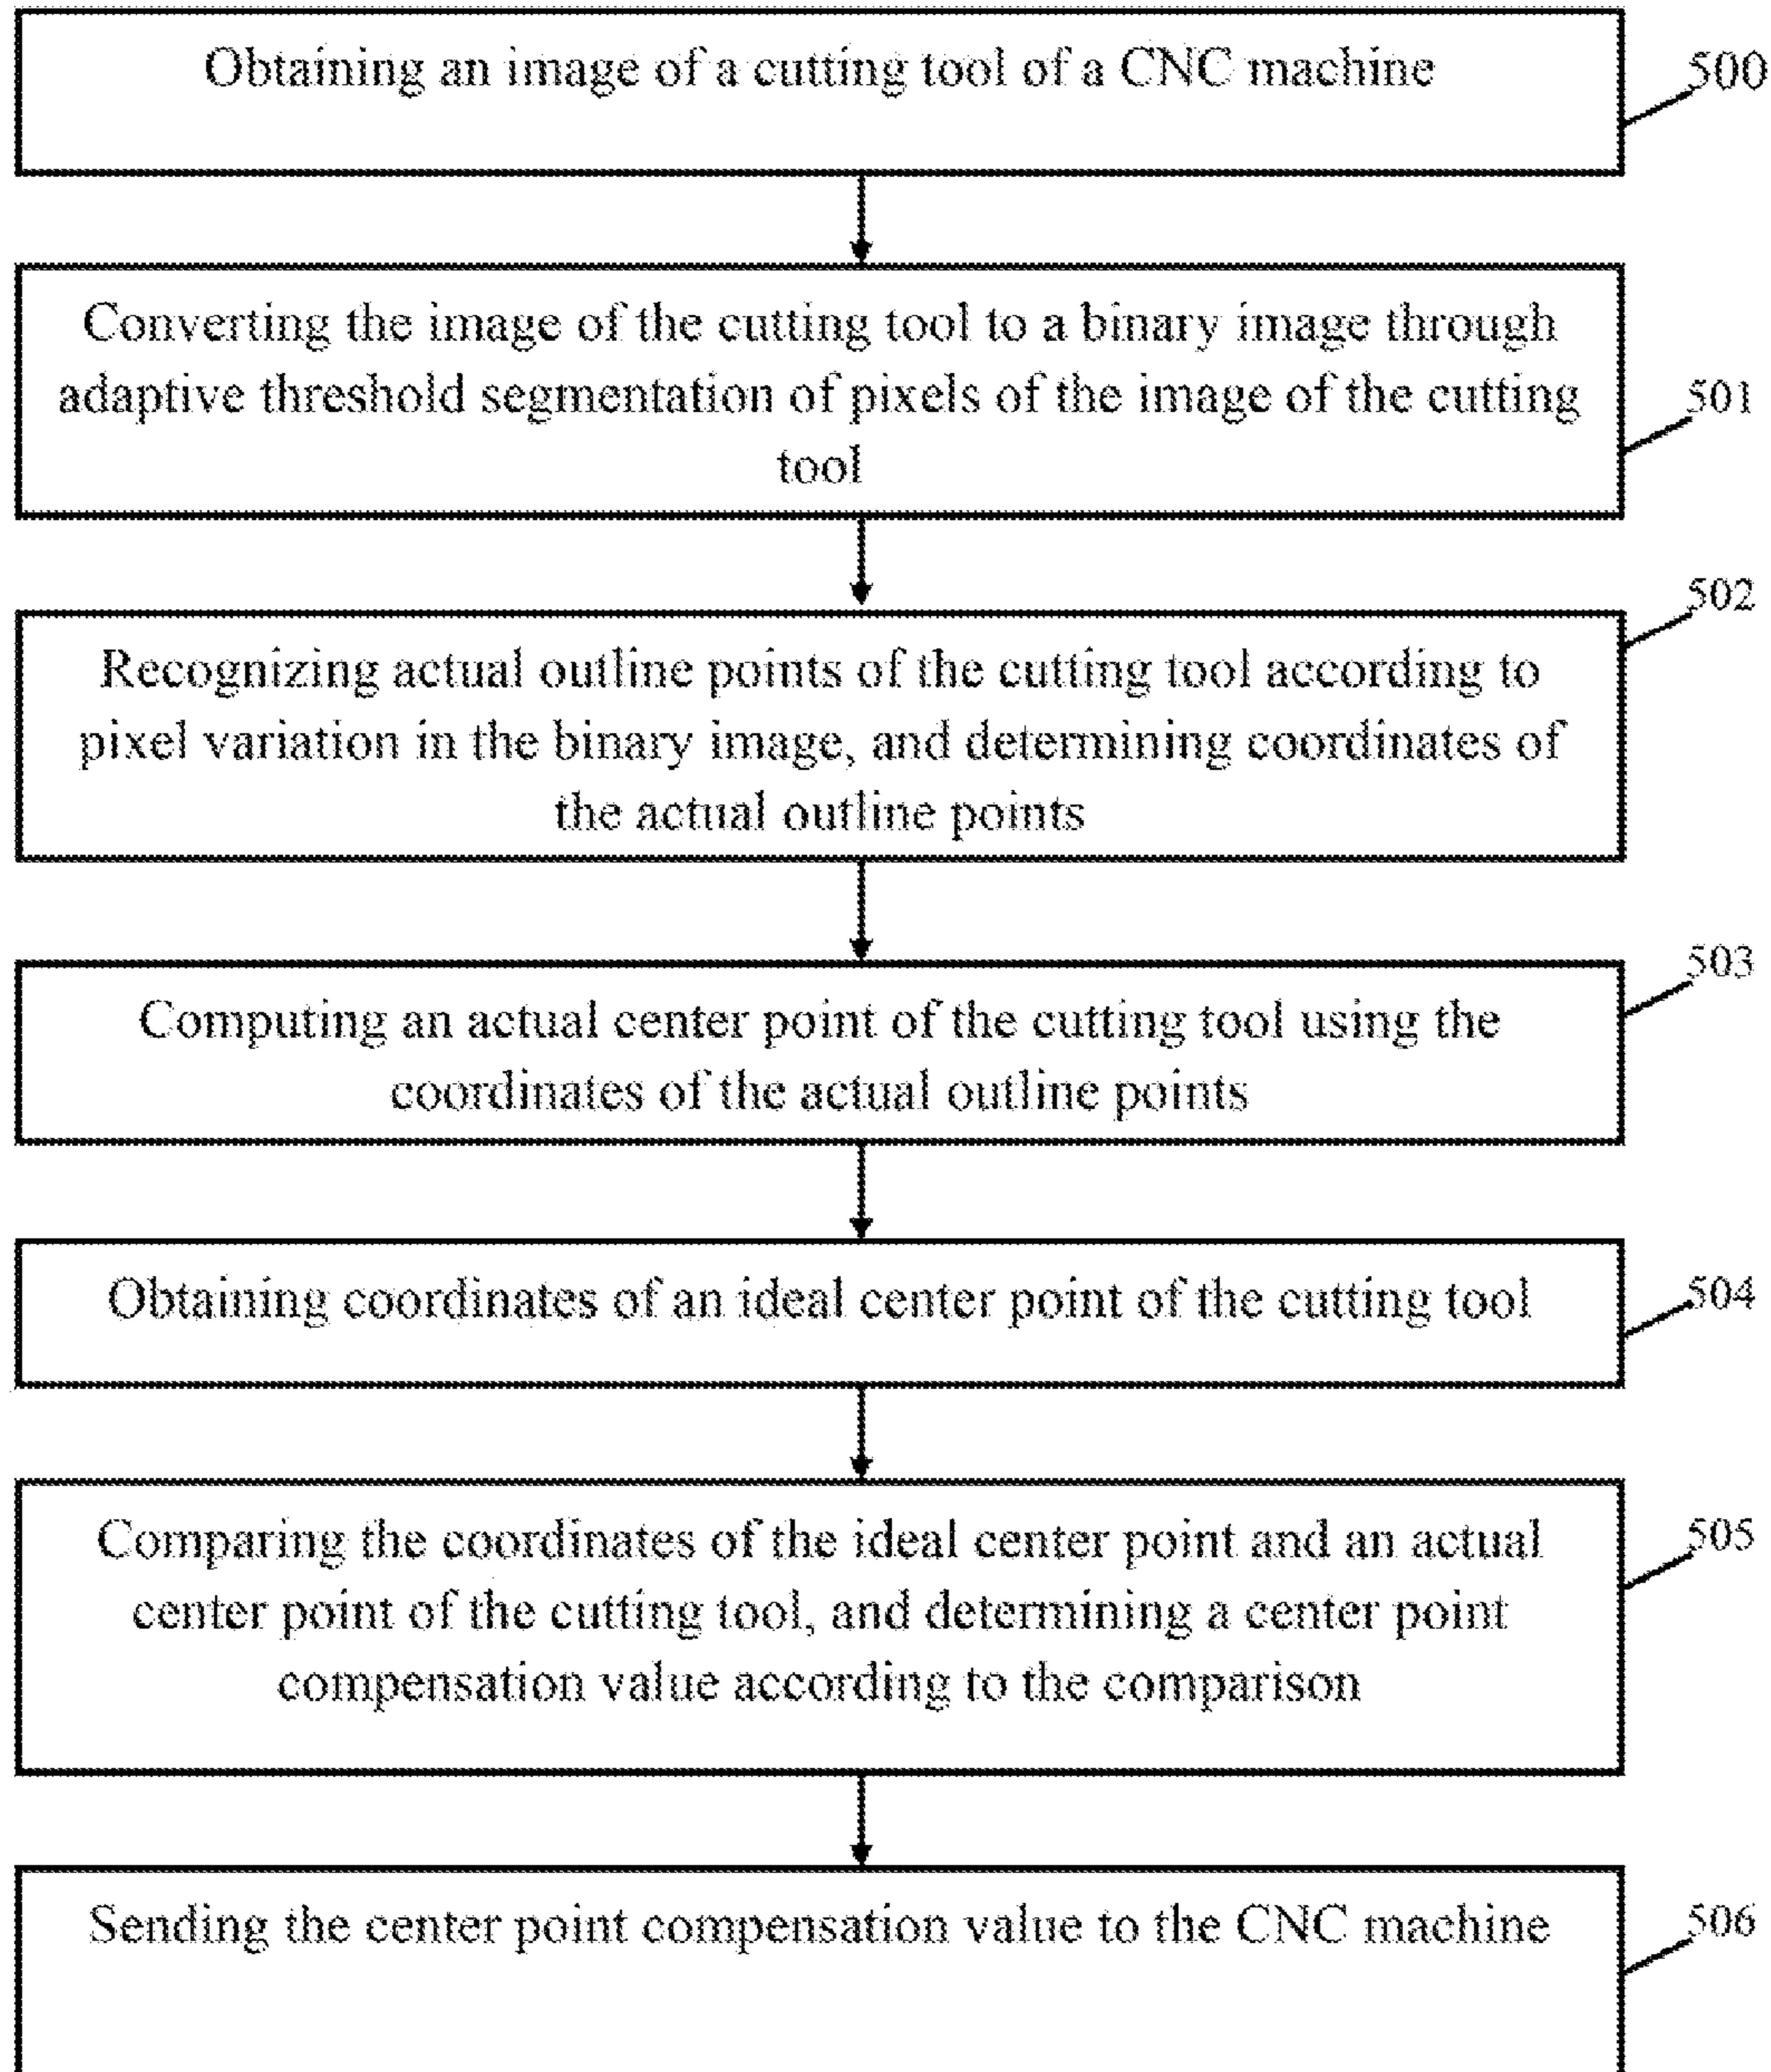 Obtaining an image of a cutting tool of a CNC machine
500
Converting the image of the cutting tool to a binary image through
adaptive threshold segmentation of pixels of the image of the cutting
tool
501
502
Recognizing actual outline points of the cutting tool according to
pixel variation in the binary image, and determining coordinates of
the actual outline points
503
Computing an actual center point of the cutting tool using the
coordinates of the actual outline points
Obtaining coordinates of an ideal center point of the cutting tool
504
Comparing the coordinates of the ideal center point and an actual
center point of the cutting tool, and determining a center point
compensation value according to the comparison
505
Sending the center point compensation value to the CNC machine
506